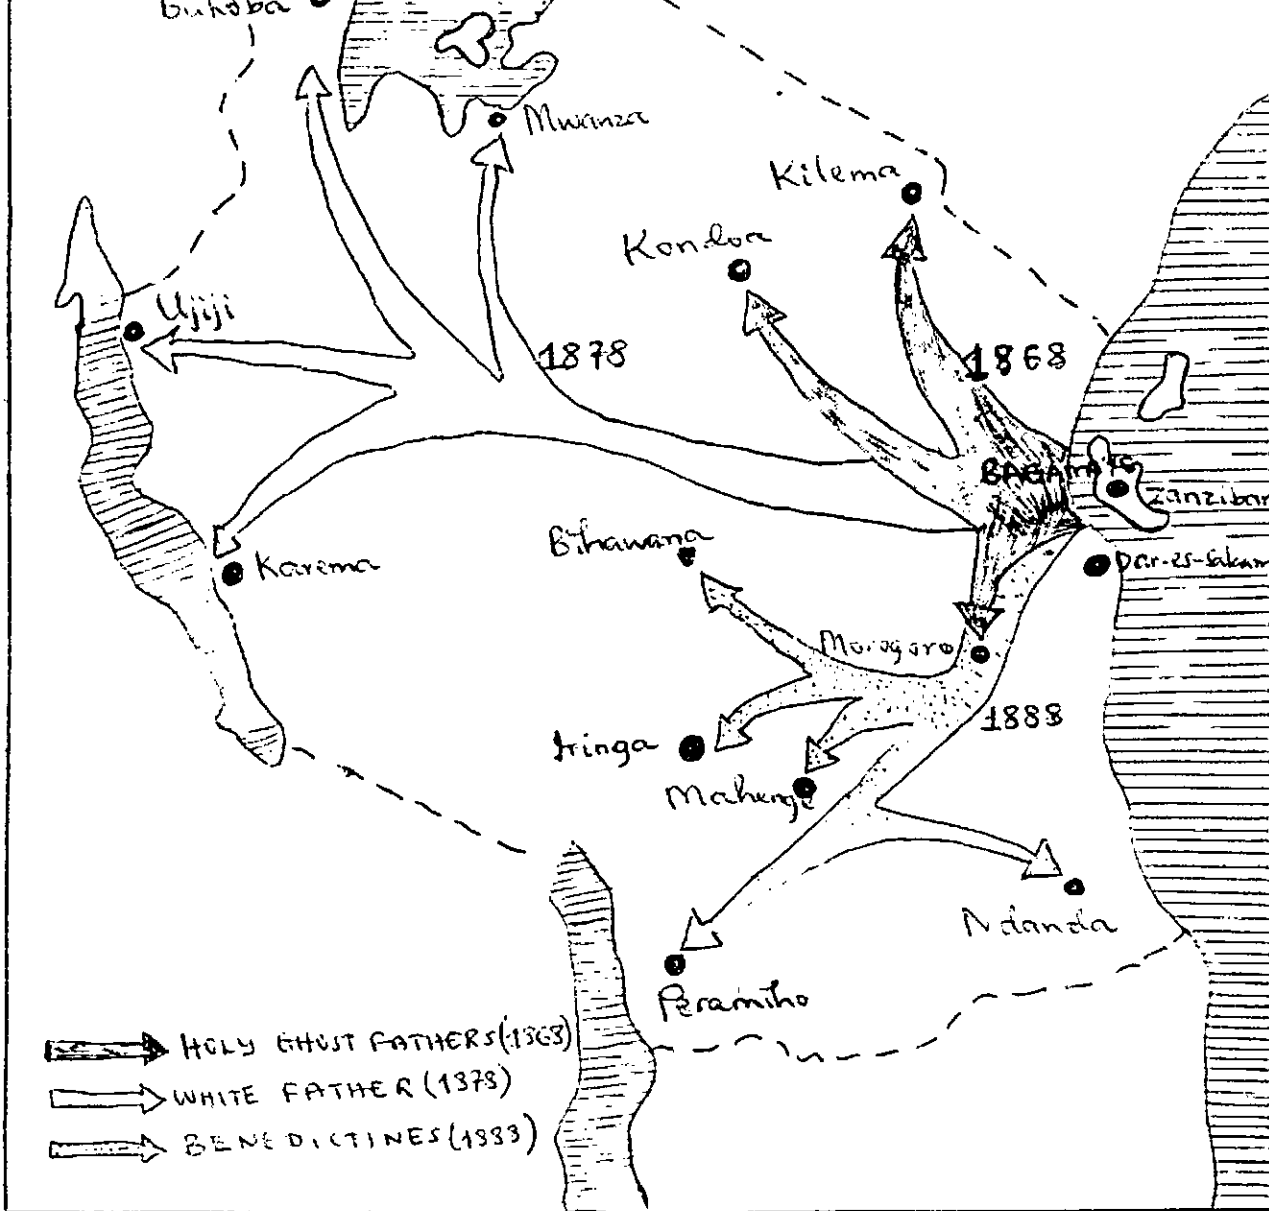 Bukoba
Mwanza
Kilema
Kondoa
Ujiji
1878
1868
BAGAMOYO
Zanzibar
Karema
Bihawana
Dar-es-salaam
Morogoro
1888
Iringa
Mahenge
Ndanda
Peramiho
HOLY GHOST FATHERS (1868)
WHITE FATHER (1878)
BENEDICTINES (1888)